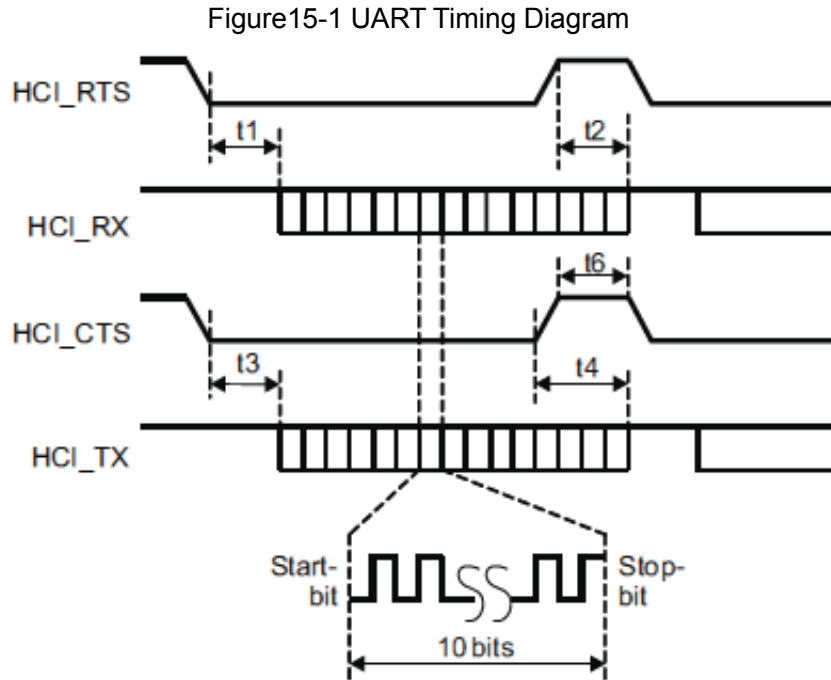 Figure15-1 UART Timing Diagram
HCI_RTS
t1
t2
HCI_RX
t6
HCI_CTS
t3
t4
HCI_TX
Start-
bit
Stop-
bit
10 bits